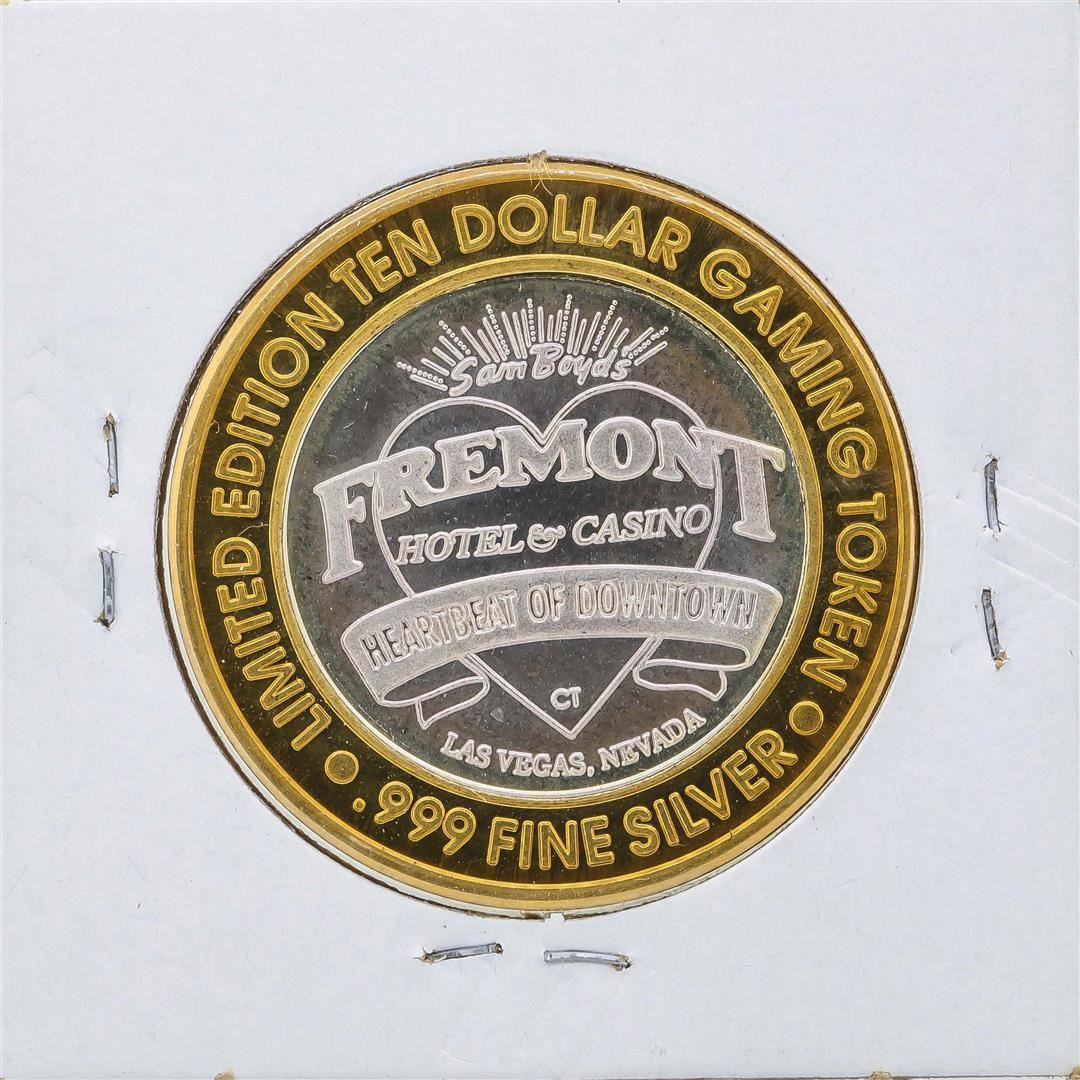 LIMITED EDITION TEN DOLLAR GAMING TOKEN
Sam Boyd's
FREMONT
HOTEL & CASINO
HEARTBEAT OF DOWNTOWN
CT
LAS VEGAS, NEVADA
.999 FINE SILVER